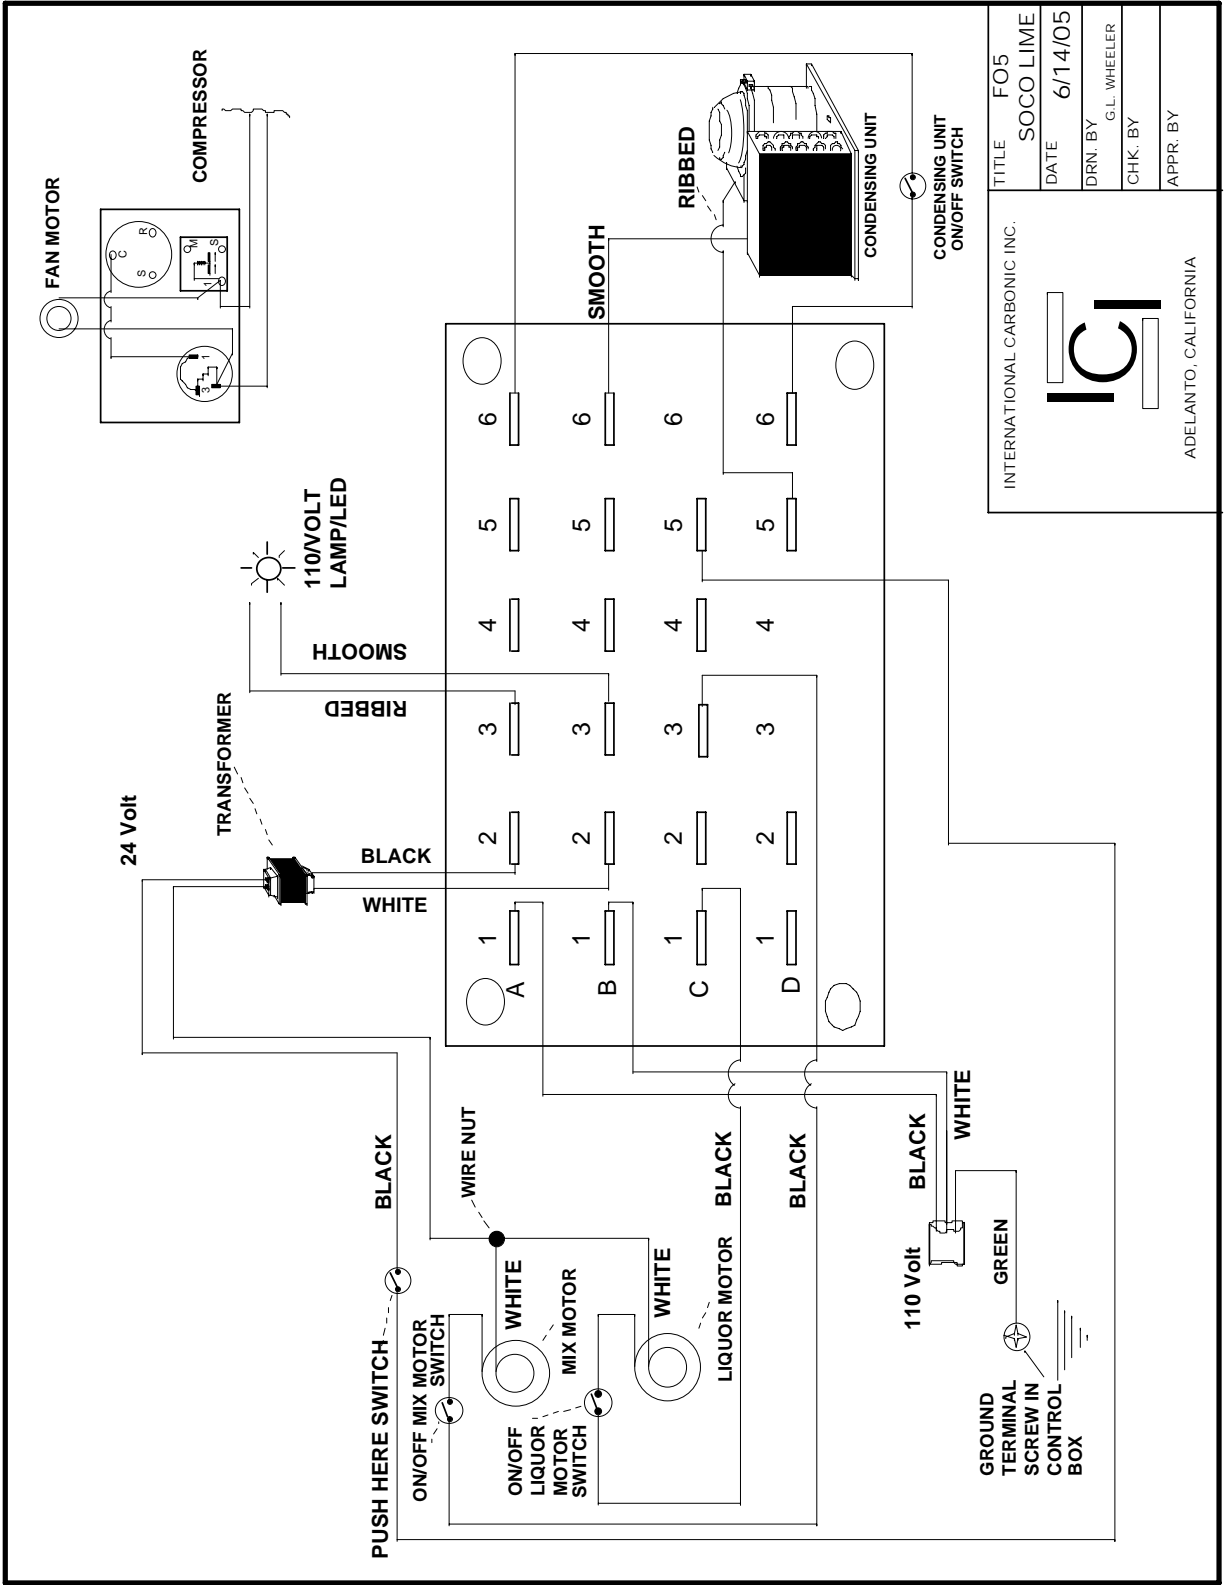 FAN MOTOR
COMPRESSOR
C
R
S
M
S
1
1
3
110/VOLT
LAMP/LED
SMOOTH
RIBBED
TRANSFORMER
24 Volt
BLACK
WHITE
RIBBED
SMOOTH
CONDENSING UNIT
CONDENSING UNIT
ON/OFF SWITCH
A 1 2 3 4 5 6
B 1 2 3 4 5 6
C 1 2 3 4 5 6
D 1 2 3 4 5 6
BLACK
WIRE NUT
PUSH HERE SWITCH
ON/OFF MIX MOTOR
SWITCH
WHITE
MIX MOTOR
ON/OFF
LIQUOR
MOTOR
SWITCH
WHITE
LIQUOR MOTOR
BLACK
BLACK
110 Volt
BLACK
WHITE
GREEN
GROUND
TERMINAL
SCREW IN
CONTROL
BOX
INTERNATIONAL CARBONIC INC.
ICI
ADELANTO, CALIFORNIA
TITLE FO5
SOCO LIME
DATE 6/14/05
DRN. BY
G.L. WHEELER
CHK. BY
APPR. BY